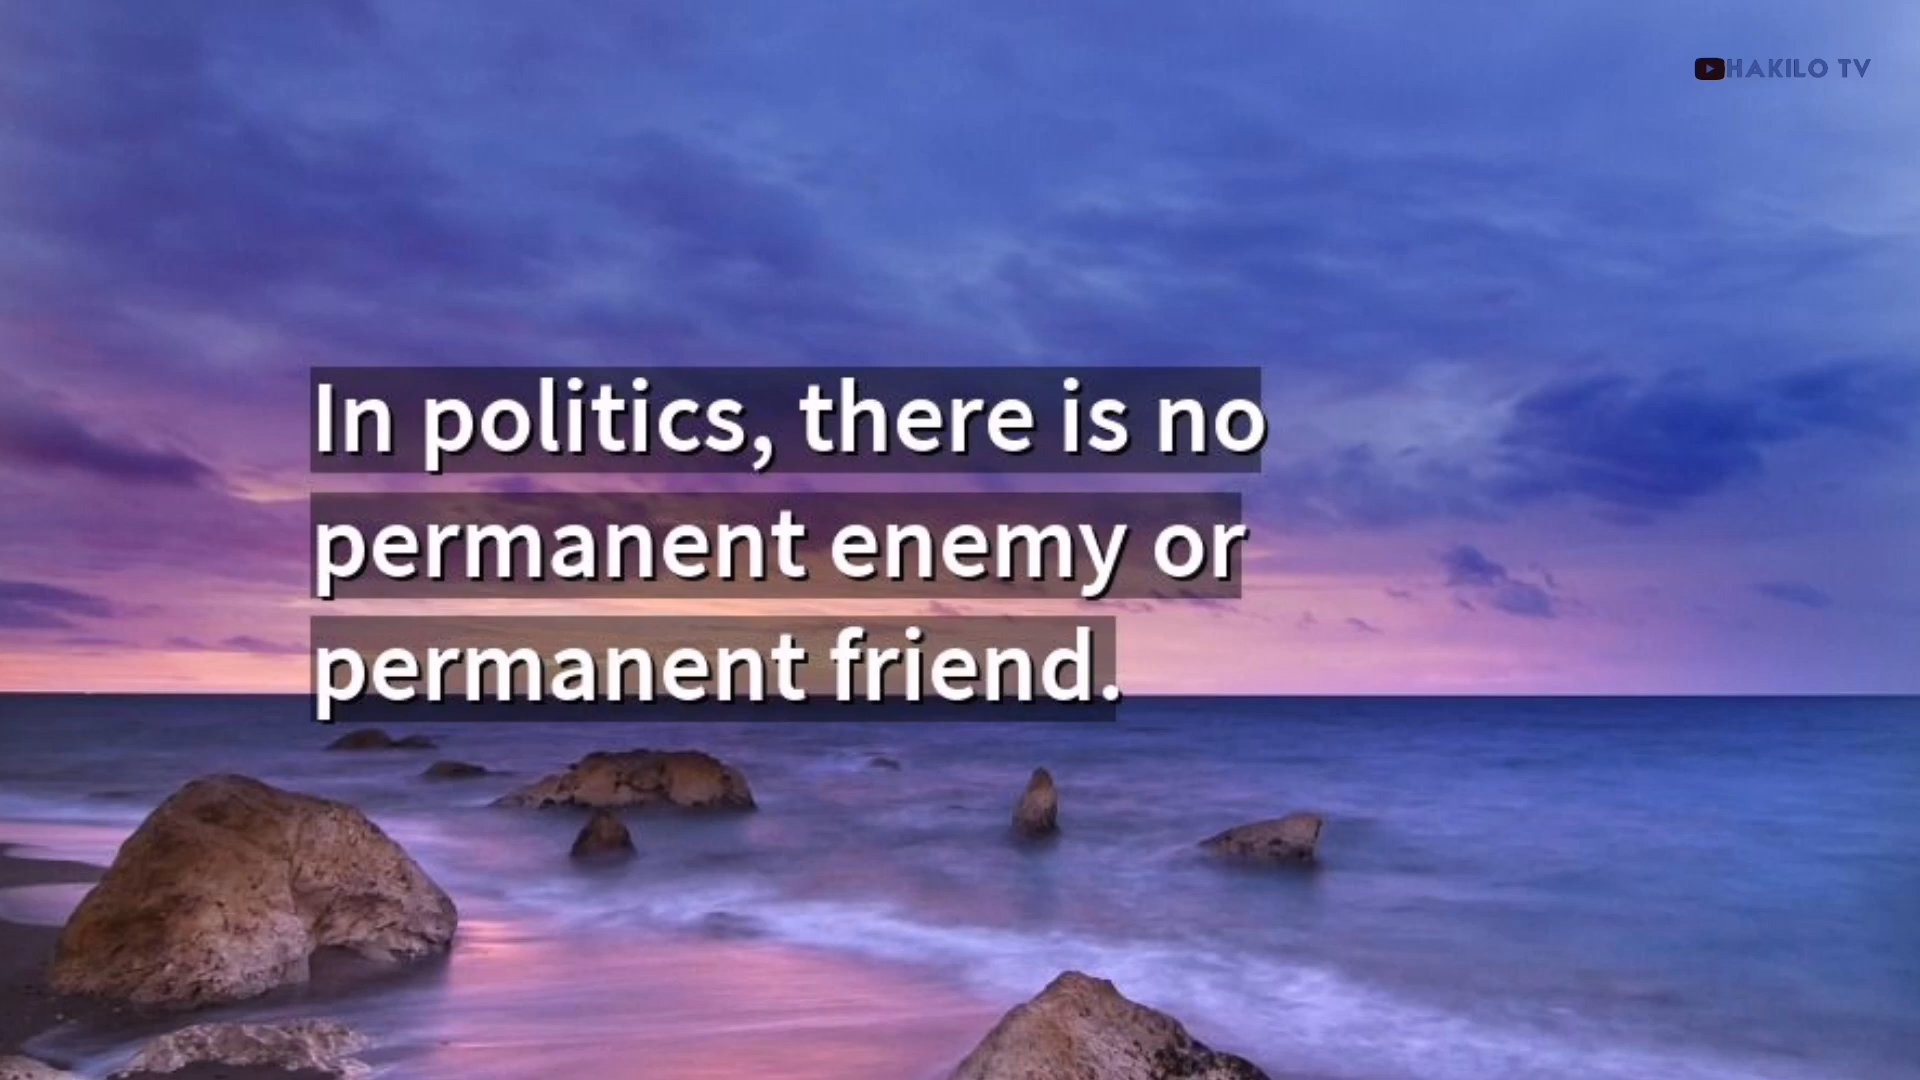 HAKILO TV
In politics, there is no
permanent enemy or
permanent friend.